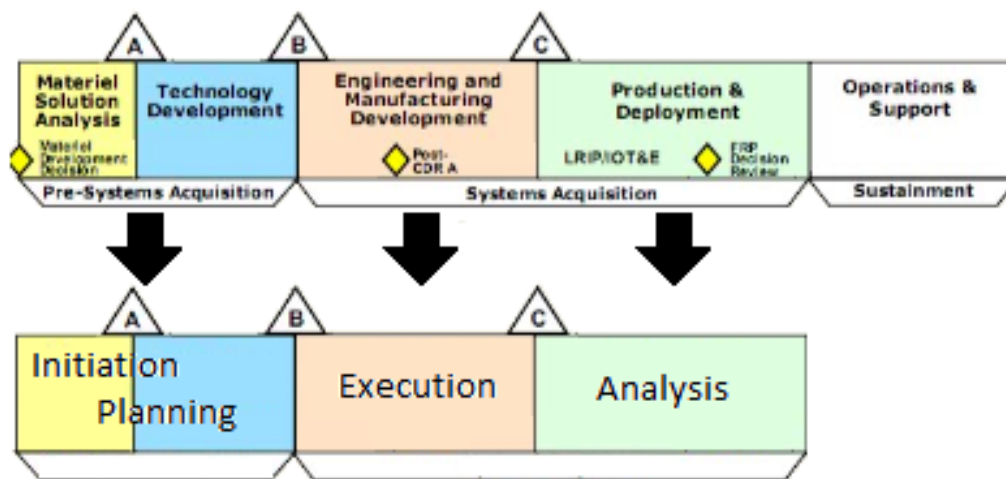 A
B
C
Materiel
Solution
Analysis
Technology
Development
Engineering and
Manufacturing
Development
Production &
Deployment
Operations &
Support
Materiel
Development
Decision
Post-
CDR A
LRIP/IOT&E
FRP
Decision
Review
Pre-Systems Acquisition
Systems Acquisition
Sustainment
A
B
C
Initiation
Planning
Execution
Analysis